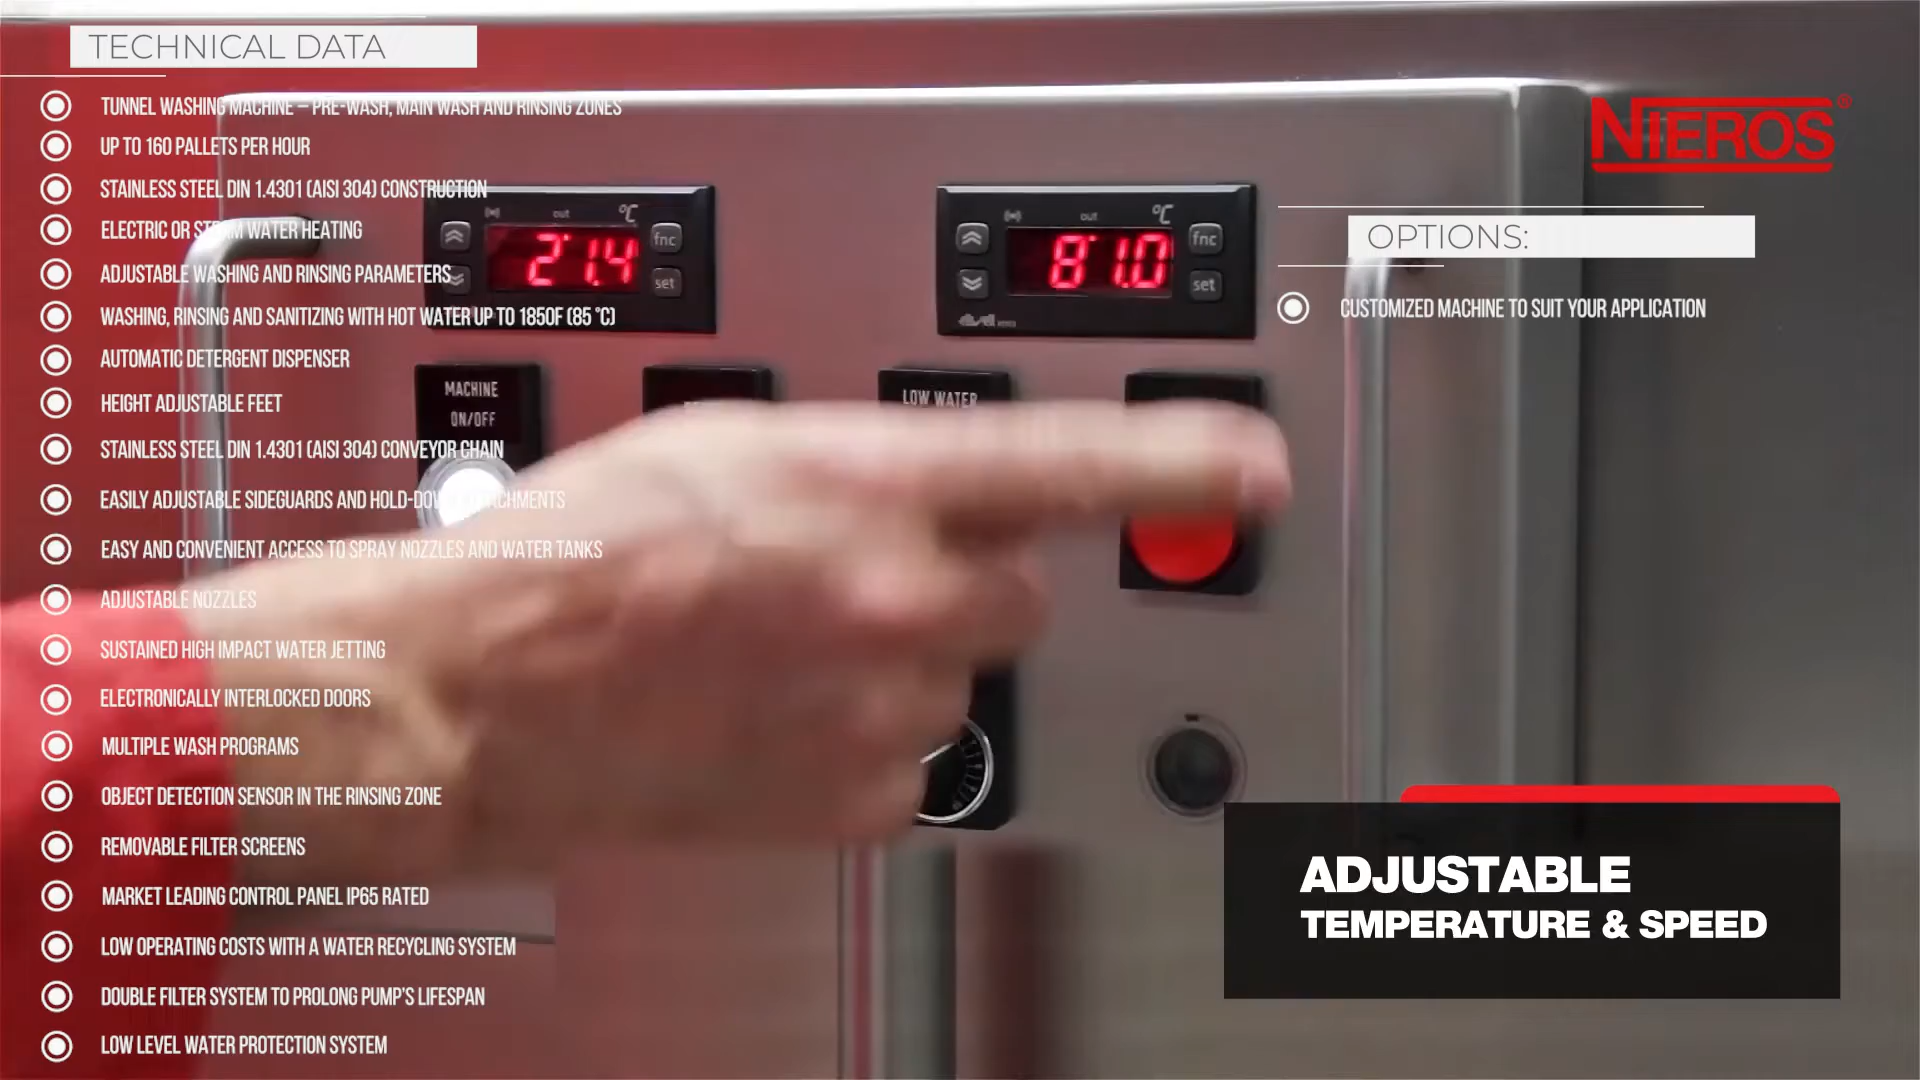 TECHNICAL DATA
TUNNEL WASHING MACHINE – PRE-WASH, MAIN WASH AND RINSING ZONES
UP TO 160 PALLETS PER HOUR
STAINLESS STEEL DIN 1.4301 (AISI 304) CONSTRUCTION
ELECTRIC OR STEAM WATER HEATING
ADJUSTABLE WASHING AND RINSING PARAMETERS
WASHING, RINSING AND SANITIZING WITH HOT WATER UP TO 1850F (85 °C)
AUTOMATIC DETERGENT DISPENSER
HEIGHT ADJUSTABLE FEET
STAINLESS STEEL DIN 1.4301 (AISI 304) CONVEYOR CHAIN
EASILY ADJUSTABLE SIDEGUARDS AND HOLD-DOWN ATTACHMENTS
EASY AND CONVENIENT ACCESS TO SPRAY NOZZLES AND WATER TANKS
ADJUSTABLE NOZZLES
SUSTAINED HIGH IMPACT WATER JETTING
ELECTRONICALLY INTERLOCKED DOORS
MULTIPLE WASH PROGRAMS
OBJECT DETECTION SENSOR IN THE RINSING ZONE
REMOVABLE FILTER SCREENS
MARKET LEADING CONTROL PANEL IP65 RATED
LOW OPERATING COSTS WITH A WATER RECYCLING SYSTEM
DOUBLE FILTER SYSTEM TO PROLONG PUMP'S LIFESPAN
LOW LEVEL WATER PROTECTION SYSTEM
out °C
21.4
fnc
set
out °C
81.0
fnc
set
MACHINE
ON/OFF
LOW WATER
NIEROS®
OPTIONS:
CUSTOMIZED MACHINE TO SUIT YOUR APPLICATION
ADJUSTABLE
TEMPERATURE & SPEED